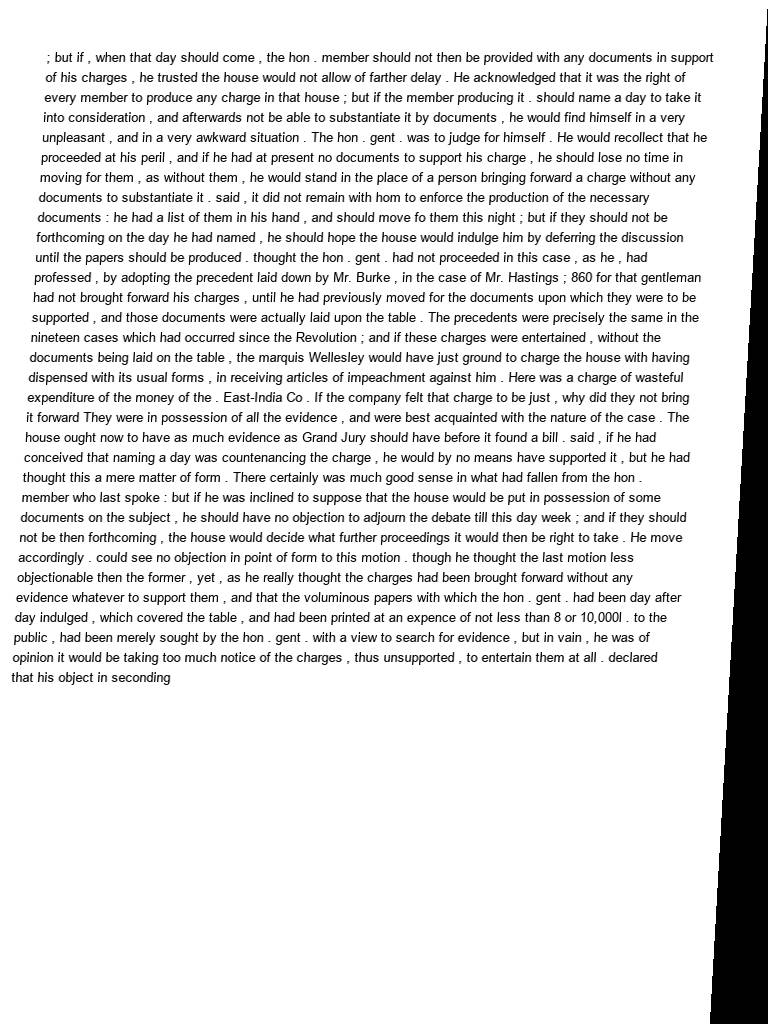 ; but if , when that day should come , the hon . member should not then be provided with any documents in support
of his charges , he trusted the house would not allow of farther delay . He acknowledged that it was the right of
every member to produce any charge in that house ; but if the member producing it . should name a day to take it
into consideration , and afterwards not be able to substantiate it by documents , he would find himself in a very
unpleasant , and in a very awkward situation . The hon . gent . was to judge for himself . He would recollect that he
proceeded at his peril , and if he had at present no documents to support his charge , he should lose no time in
moving for them , as without them , he would stand in the place of a person bringing forward a charge without any
documents to substantiate it . said , it did not remain with hom to enforce the production of the necessary
documents : he had a list of them in his hand , and should move fo them this night ; but if they should not be
forthcoming on the day he had named , he should hope the house would indulge him by deferring the discussion
until the papers should be produced . thought the hon . gent . had not proceeded in this case , as he , had
professed , by adopting the precedent laid down by Mr. Burke , in the case of Mr. Hastings ; 860 for that gentleman
had not brought forward his charges , until he had previously moved for the documents upon which they were to be
supported , and those documents were actually laid upon the table . The precedents were precisely the same in the
nineteen cases which had occurred since the Revolution ; and if these charges were entertained , without the
documents being laid on the table , the marquis Wellesley would have just ground to charge the house with having
dispensed with its usual forms , in receiving articles of impeachment against him . Here was a charge of wasteful
expenditure of the money of the . East-India Co . If the company felt that charge to be just , why did they not bring
it forward They were in possession of all the evidence , and were best acquainted with the nature of the case . The
house ought now to have as much evidence as Grand Jury should have before it found a bill . said , if he had
conceived that naming a day was countenancing the charge , he would by no means have supported it , but he had
thought this a mere matter of form . There certainly was much good sense in what had fallen from the hon .
member who last spoke : but if he was inclined to suppose that the house would be put in possession of some
documents on the subject , he should have no objection to adjourn the debate till this day week ; and if they should
not be then forthcoming , the house would decide what further proceedings it would then be right to take . He move
accordingly . could see no objection in point of form to this motion . though he thought the last motion less
objectionable then the former , yet , as he really thought the charges had been brought forward without any
evidence whatever to support them , and that the voluminous papers with which the hon . gent . had been day after
day indulged , which covered the table , and had been printed at an expence of not less than 8 or 10,000l . to the
public , had been merely sought by the hon . gent . with a view to search for evidence , but in vain , he was of
opinion it would be taking too much notice of the charges , thus unsupported , to entertain them at all . declared
that his object in seconding